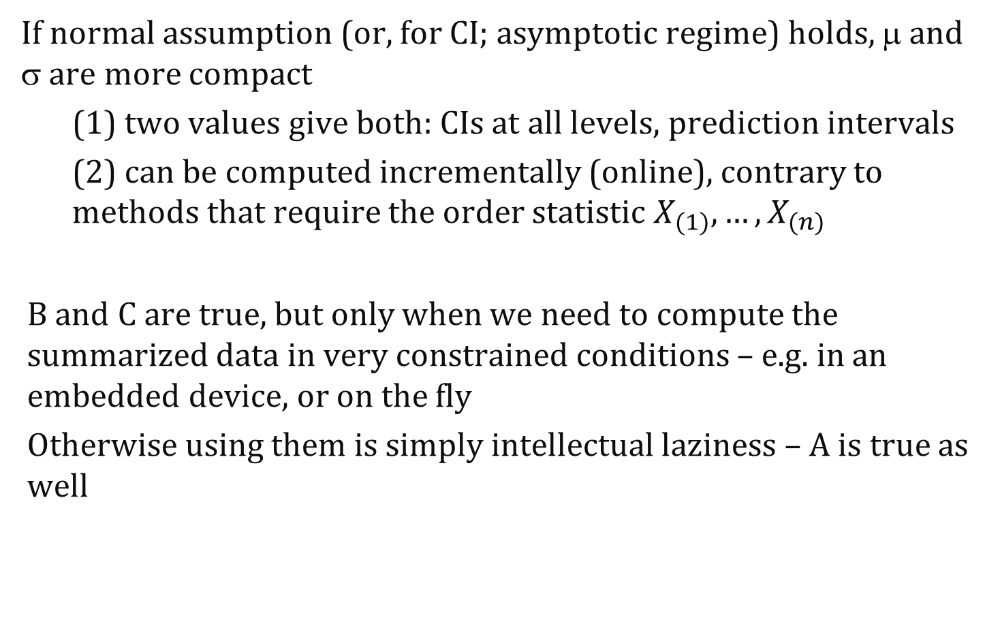 If normal assumption (or, for CI; asymptotic regime) holds, μ and
σ are more compact
(1) two values give both: CIs at all levels, prediction intervals
(2) can be computed incrementally (online), contrary to
methods that require the order statistic X(1), … , X(n)
B and C are true, but only when we need to compute the
summarized data in very constrained conditions – e.g. in an
embedded device, or on the fly
Otherwise using them is simply intellectual laziness – A is true as
well